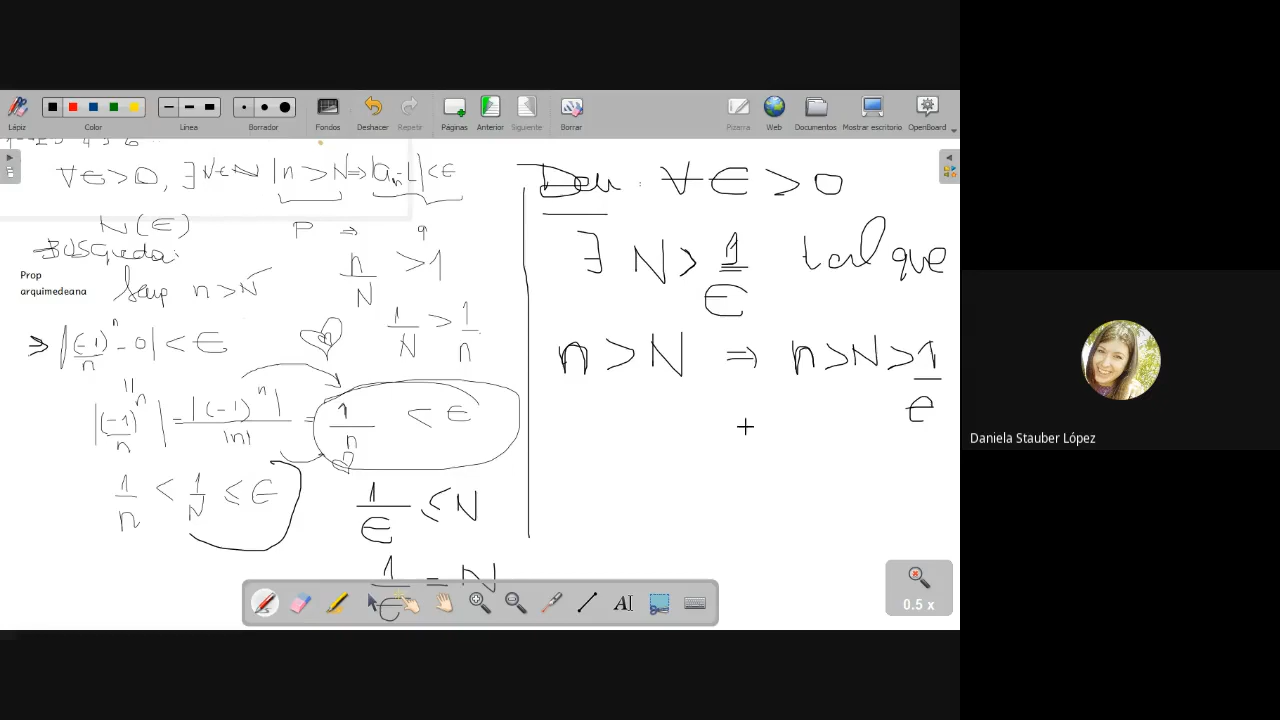 Lápiz Color Línea Borrador Fondos Deshacer Repetir Páginas Anterior Siguiente Borrar Pizarra Web Documentos Mostrar escritorio OpenBoard
∀ε>0, ∃N∈ℕ |n>N⇒|aₙ-L|<ε
N(ε) P ⇒ q
Búsqueda:
n/N >1
Prop
arquimedeana
n>N
1/N > 1/n
⇒ |(-1)ⁿ/n - 0| < ε
|(-1)ⁿ/n| = |(-1)ⁿ|/|n| = 1/n < ε
1/n < 1/N ≤ ε
1/ε ≤ N
1/ε = N
Dem: ∀ε>0
∃ N > 1/ε tal que
n > N ⇒ n>N>1/e
Daniela Stauber López
0.5 x